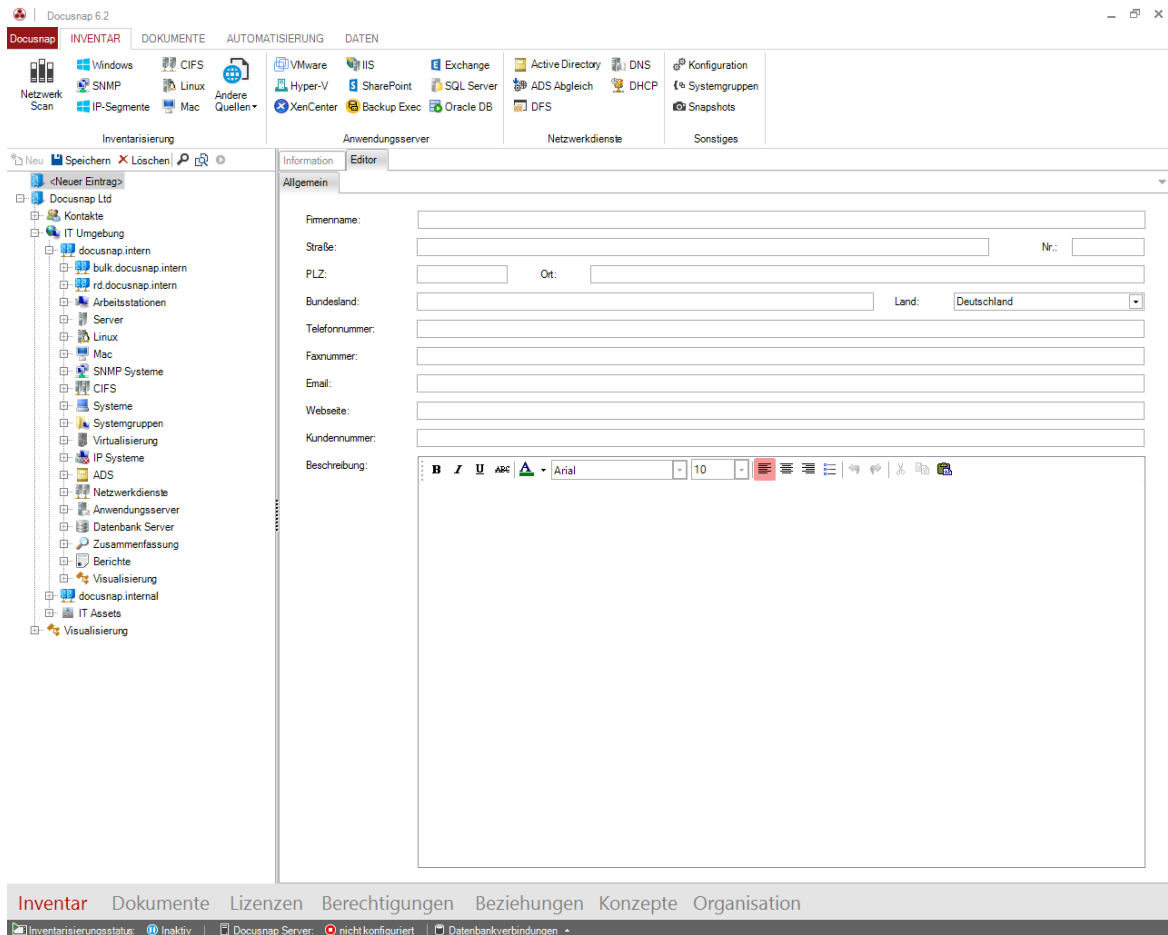 Docusnap 6.2
Docusnap INVENTAR DOKUMENTE AUTOMATISIERUNG DATEN
Windows CIFS VMware IIS Exchange Active Directory DNS Konfiguration
SNMP Linux Hyper-V SharePoint SQL Server ADS Abgleich DHCP Systemgruppen
Netzwerk Scan IP-Segmente Mac Andere Quellen XenCenter Backup Exec Oracle DB DFS Snapshots
Inventarisierung Anwendungsserver Netzwerkdienste Sonstiges
Neu Speichern Löschen Information Editor
<Neuer Eintrag> Allgemein
Docusnap Ltd
Kontakte
IT Umgebung
docusnap.intern
bulk.docusnap.intern
rd.docusnap.intern
Arbeitsstationen
Server
Linux
Mac
SNMP Systeme
CIFS
Systeme
Systemgruppen
Virtualisierung
IP Systeme
ADS
Netzwerkdienste
Anwendungsserver
Datenbank Server
Zusammenfassung
Berichte
Visualisierung
docusnap.internal
IT Assets
Visualisierung
Firmenname:
Straße: Nr.:
PLZ: Ort:
Bundesland: Land: Deutschland
Telefonnummer:
Faxnummer:
Email:
Webseite:
Kundennummer:
Beschreibung: B I U ABC A Arial 10
Inventar Dokumente Lizenzen Berechtigungen Beziehungen Konzepte Organisation
Inventarisierungsstatus: Inaktiv Docusnap Server: nicht konfiguriert Datenbankverbindungen